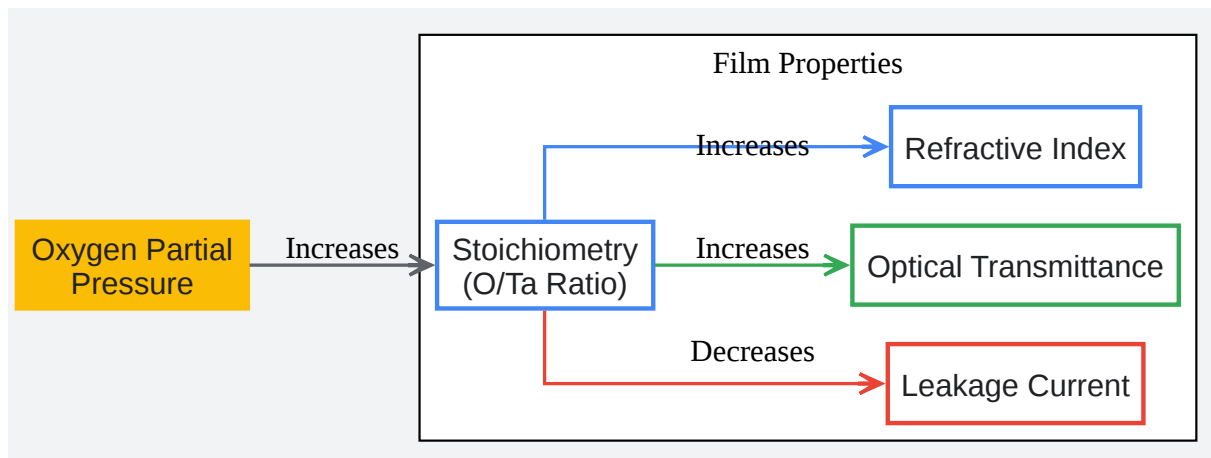 Film Properties
Increases
Refractive Index
Oxygen Partial
Pressure
Increases
Stoichiometry
(O/Ta Ratio)
Increases
Optical Transmittance
Decreases
Leakage Current